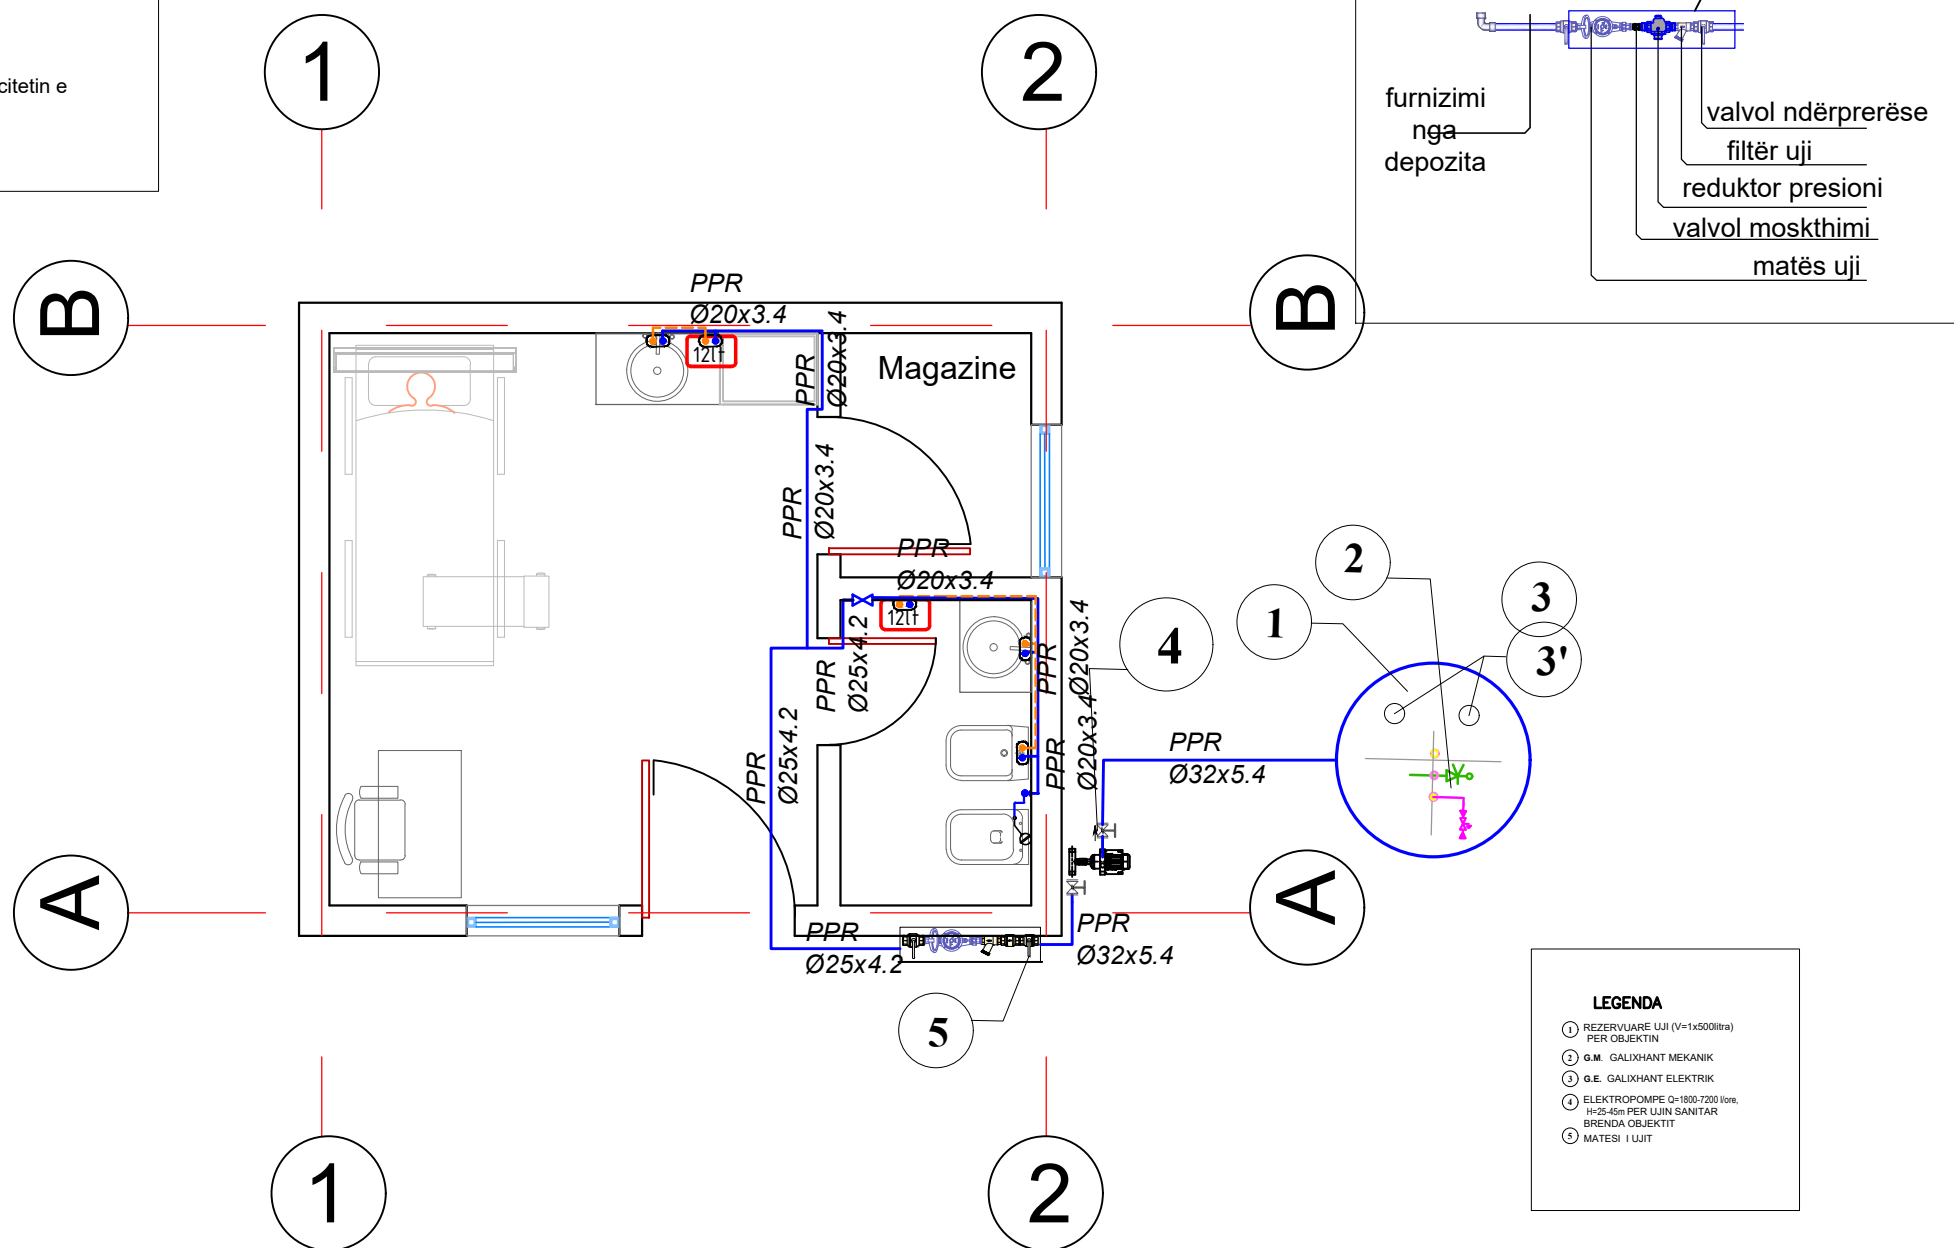 citetin e
1
2
furnizimi
nga
depozita
valvol ndërprerëse
filtër uji
reduktor presioni
valvol moskthimi
matës uji
B
B
PPR
Ø20x3.4
12lt
PPR
Ø20x3.4
Magazine
PPR
Ø20x3.4
PPR
Ø20x3.4
12lt
PPR
Ø25x4.2
PPR
Ø20x3.4
PPR
Ø20x3.4
4
1
2
3
3'
PPR
Ø25x4.2
PPR
Ø32x5.4
A
A
PPR
Ø25x4.2
PPR
Ø32x5.4
5
1
2
LEGENDA
1 REZERVUARE UJI (V=1x500litra)
PER OBJEKTIN
2 G.M. GALIXHANT MEKANIK
3 G.E. GALIXHANT ELEKTRIK
4 ELEKTROPOMPE Q=1800-7200 l/ore,
H=25-45m PER UJIN SANITAR
BRENDA OBJEKTIT
5 MATESI I UJIT